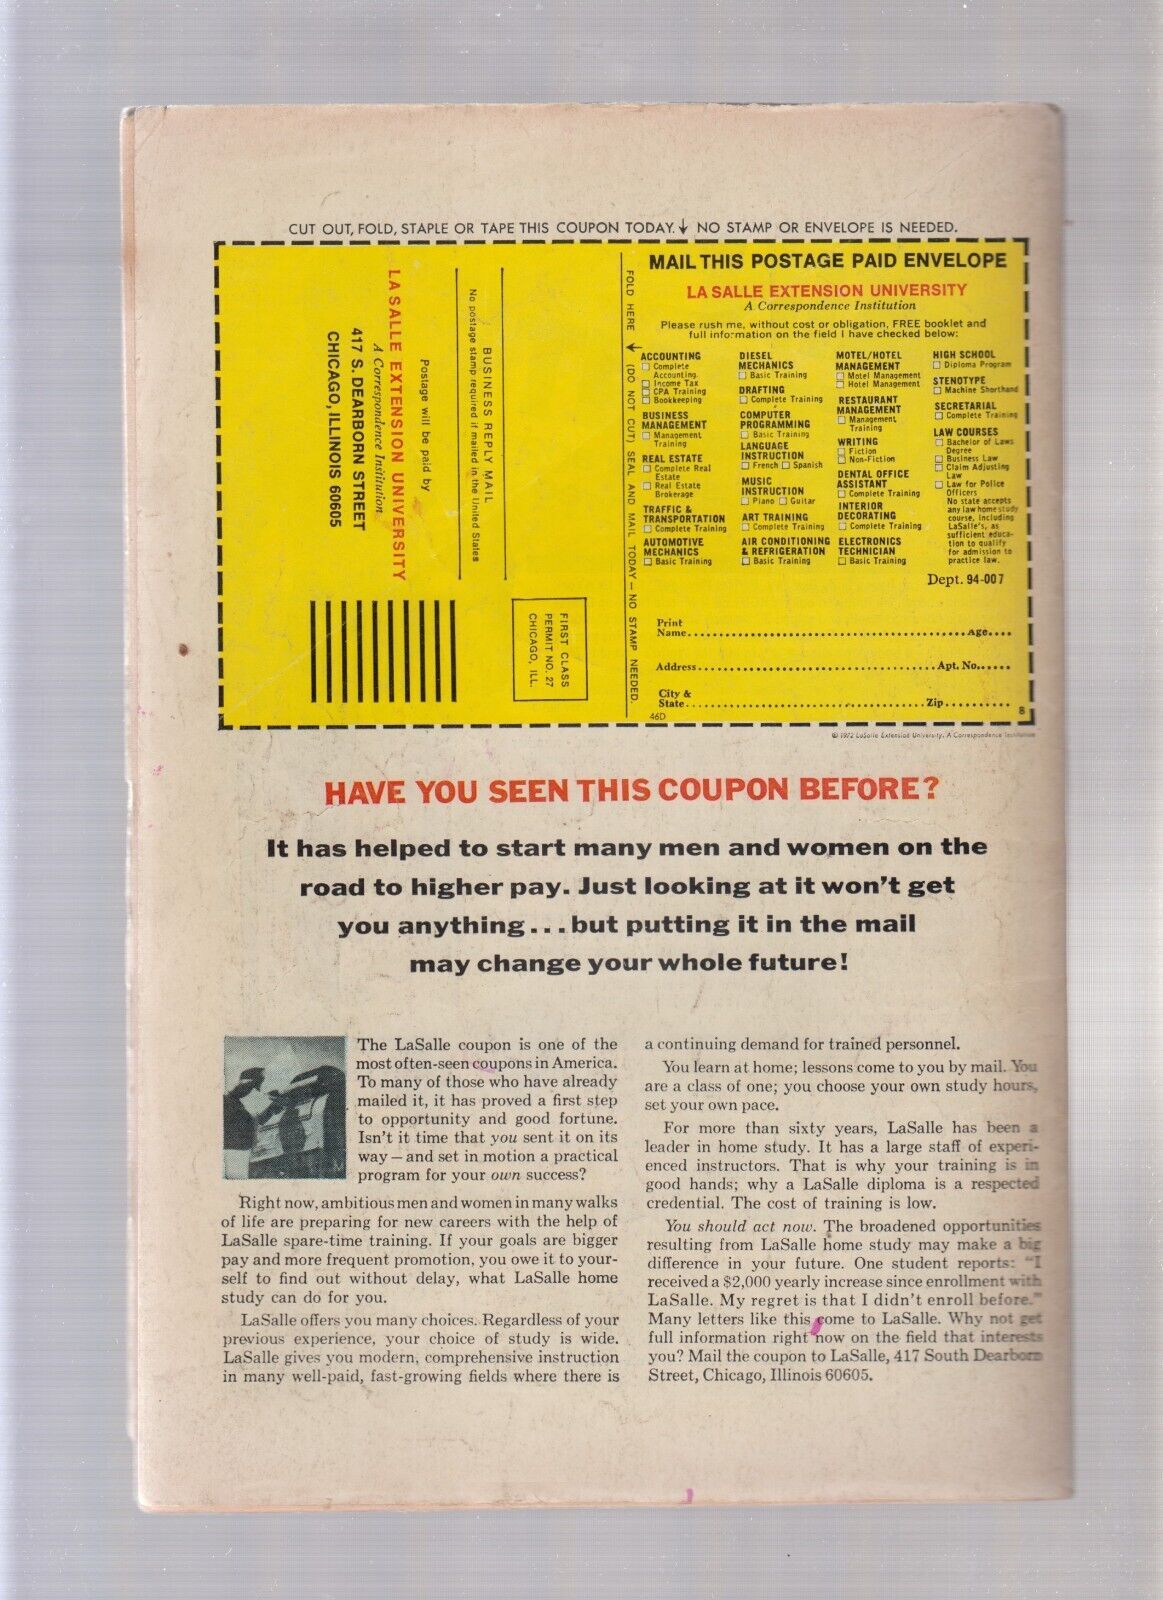 CUT OUT, FOLD, STAPLE OR TAPE THIS COUPON TODAY. ↓ NO STAMP OR ENVELOPE IS NEEDED.
Postage will be paid by
LA SALLE EXTENSION UNIVERSITY
A Correspondence Institution
417 S. DEARBORN STREET
CHICAGO, ILLINOIS 60605
BUSINESS REPLY MAIL
No postage stamp required if mailed in the United States
FIRST CLASS
PERMIT NO. 27
CHICAGO, ILL.
FOLD HERE ↑ (DO NOT CUT) SEAL AND MAIL TODAY — NO STAMP NEEDED.
MAIL THIS POSTAGE PAID ENVELOPE
LA SALLE EXTENSION UNIVERSITY
A Correspondence Institution
Please rush me, without cost or obligation, FREE booklet and
full information on the field I have checked below:
ACCOUNTING
☐ Complete
Accounting
☐ Income Tax
☐ CPA Training
☐ Bookkeeping
BUSINESS
MANAGEMENT
☐ Management
Training
REAL ESTATE
☐ Complete Real
Estate
☐ Real Estate
Brokerage
TRAFFIC &
TRANSPORTATION
☐ Complete Training
AUTOMOTIVE
MECHANICS
☐ Basic Training
DIESEL
MECHANICS
☐ Basic Training
DRAFTING
☐ Complete Training
COMPUTER
PROGRAMMING
☐ Basic Training
LANGUAGE
INSTRUCTION
☐ French ☐ Spanish
MUSIC
INSTRUCTION
☐ Piano ☐ Guitar
ART TRAINING
☐ Complete Training
AIR CONDITIONING
& REFRIGERATION
☐ Basic Training
MOTEL/HOTEL
MANAGEMENT
☐ Motel Management
☐ Hotel Management
RESTAURANT
MANAGEMENT
☐ Management
Training
WRITING
☐ Fiction
☐ Non-Fiction
DENTAL OFFICE
ASSISTANT
☐ Complete Training
INTERIOR
DECORATING
☐ Complete Training
ELECTRONICS
TECHNICIAN
☐ Basic Training
HIGH SCHOOL
☐ Diploma Program
STENOTYPE
☐ Machine Shorthand
SECRETARIAL
☐ Complete Training
LAW COURSES
☐ Bachelor of Laws
Degree
☐ Business Law
☐ Claim Adjusting
Law
☐ Law for Police
Officers
No state accepts
any law home study
course, including
LaSalle's, as
sufficient educa-
tion to qualify
for admission to
practice law.
Dept. 94-007
Print
Name........Age....
Address........Apt. No......
City &
State........Zip..........
46D 8
© 1972 LaSalle Extension University, A Correspondence Institution
HAVE YOU SEEN THIS COUPON BEFORE?
It has helped to start many men and women on the
road to higher pay. Just looking at it won't get
you anything...but putting it in the mail
may change your whole future!
The LaSalle coupon is one of the
most often-seen coupons in America.
To many of those who have already
mailed it, it has proved a first step
to opportunity and good fortune.
Isn't it time that you sent it on its
way—and set in motion a practical
program for your own success?
Right now, ambitious men and women in many walks
of life are preparing for new careers with the help of
LaSalle spare-time training. If your goals are bigger
pay and more frequent promotion, you owe it to your-
self to find out without delay, what LaSalle home
study can do for you.
LaSalle offers you many choices. Regardless of your
previous experience, your choice of study is wide.
LaSalle gives you modern, comprehensive instruction
in many well-paid, fast-growing fields where there is
a continuing demand for trained personnel.
You learn at home; lessons come to you by mail. You
are a class of one; you choose your own study hours,
set your own pace.
For more than sixty years, LaSalle has been a
leader in home study. It has a large staff of experi-
enced instructors. That is why your training is in
good hands; why a LaSalle diploma is a respected
credential. The cost of training is low.
You should act now. The broadened opportunities
resulting from LaSalle home study may make a big
difference in your future. One student reports: "I
received a $2,000 yearly increase since enrollment with
LaSalle. My regret is that I didn't enroll before."
Many letters like this come to LaSalle. Why not get
full information right now on the field that interests
you? Mail the coupon to LaSalle, 417 South Dearborn
Street, Chicago, Illinois 60605.